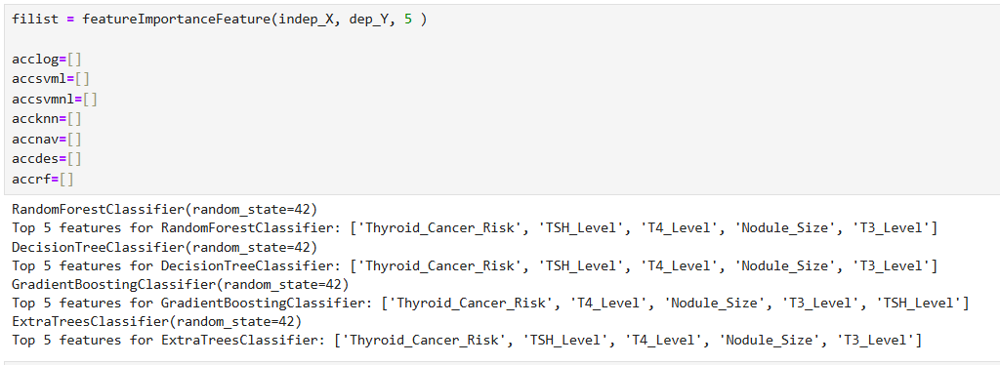 filist = featureImportanceFeature(indep_X, dep_Y, 5 )
acclog=[]
accsvml=[]
accsvmnl=[]
accknn=[]
accnav=[]
accdes=[]
accrf=[]
RandomForestClassifier(random_state=42)
Top 5 features for RandomForestClassifier: ['Thyroid_Cancer_Risk', 'TSH_Level', 'T4_Level', 'Nodule_Size', 'T3_Level']
DecisionTreeClassifier(random_state=42)
Top 5 features for DecisionTreeClassifier: ['Thyroid_Cancer_Risk', 'TSH_Level', 'T4_Level', 'Nodule_Size', 'T3_Level']
GradientBoostingClassifier(random_state=42)
Top 5 features for GradientBoostingClassifier: ['Thyroid_Cancer_Risk', 'T4_Level', 'Nodule_Size', 'T3_Level', 'TSH_Level']
ExtraTreesClassifier(random_state=42)
Top 5 features for ExtraTreesClassifier: ['Thyroid_Cancer_Risk', 'TSH_Level', 'T4_Level', 'Nodule_Size', 'T3_Level']